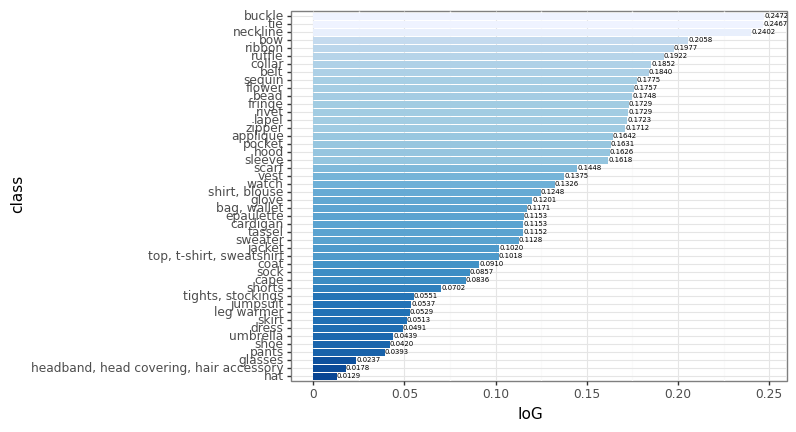 buckle 0.2472
tie 0.2467
neckline 0.2402
bow 0.2058
ribbon 0.1977
ruffle 0.1922
collar 0.1852
belt 0.1840
sequin 0.1775
flower 0.1757
bead 0.1748
fringe 0.1729
rivet 0.1729
lapel 0.1723
zipper 0.1712
applique 0.1642
pocket 0.1631
hood 0.1626
sleeve 0.1618
scarf 0.1448
vest 0.1375
watch 0.1326
shirt, blouse 0.1248
glove 0.1201
bag, wallet 0.1171
epaulette 0.1153
cardigan 0.1153
tassel 0.1152
sweater 0.1128
jacket 0.1020
top, t-shirt, sweatshirt 0.1018
coat 0.0910
sock 0.0857
cape 0.0836
shorts 0.0702
tights, stockings 0.0551
jumpsuit 0.0537
leg warmer 0.0529
skirt 0.0513
dress 0.0491
umbrella 0.0439
shoe 0.0420
pants 0.0393
glasses 0.0237
headband, head covering, hair accessory 0.0178
hat 0.0129
class
0 0.05 0.10 0.15 0.20 0.25
IoG